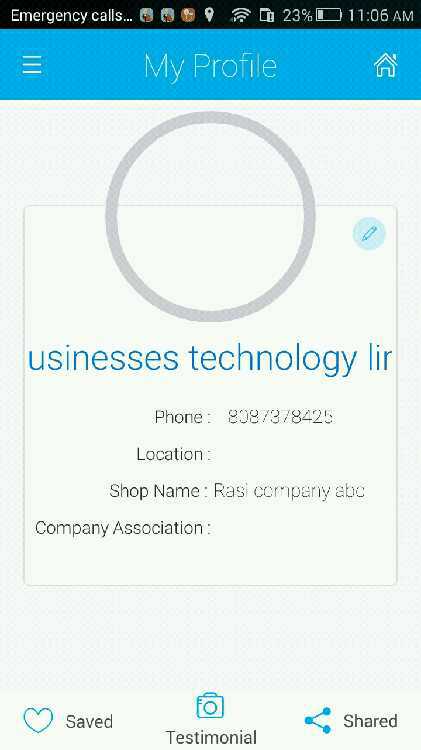 Emergency calls... 23% 11:06 AM
My Profile
usinesses technology lir
Phone : 8087378425
Location :
Shop Name : Rasi company abc
Company Association :
Saved
Testimonial
Shared